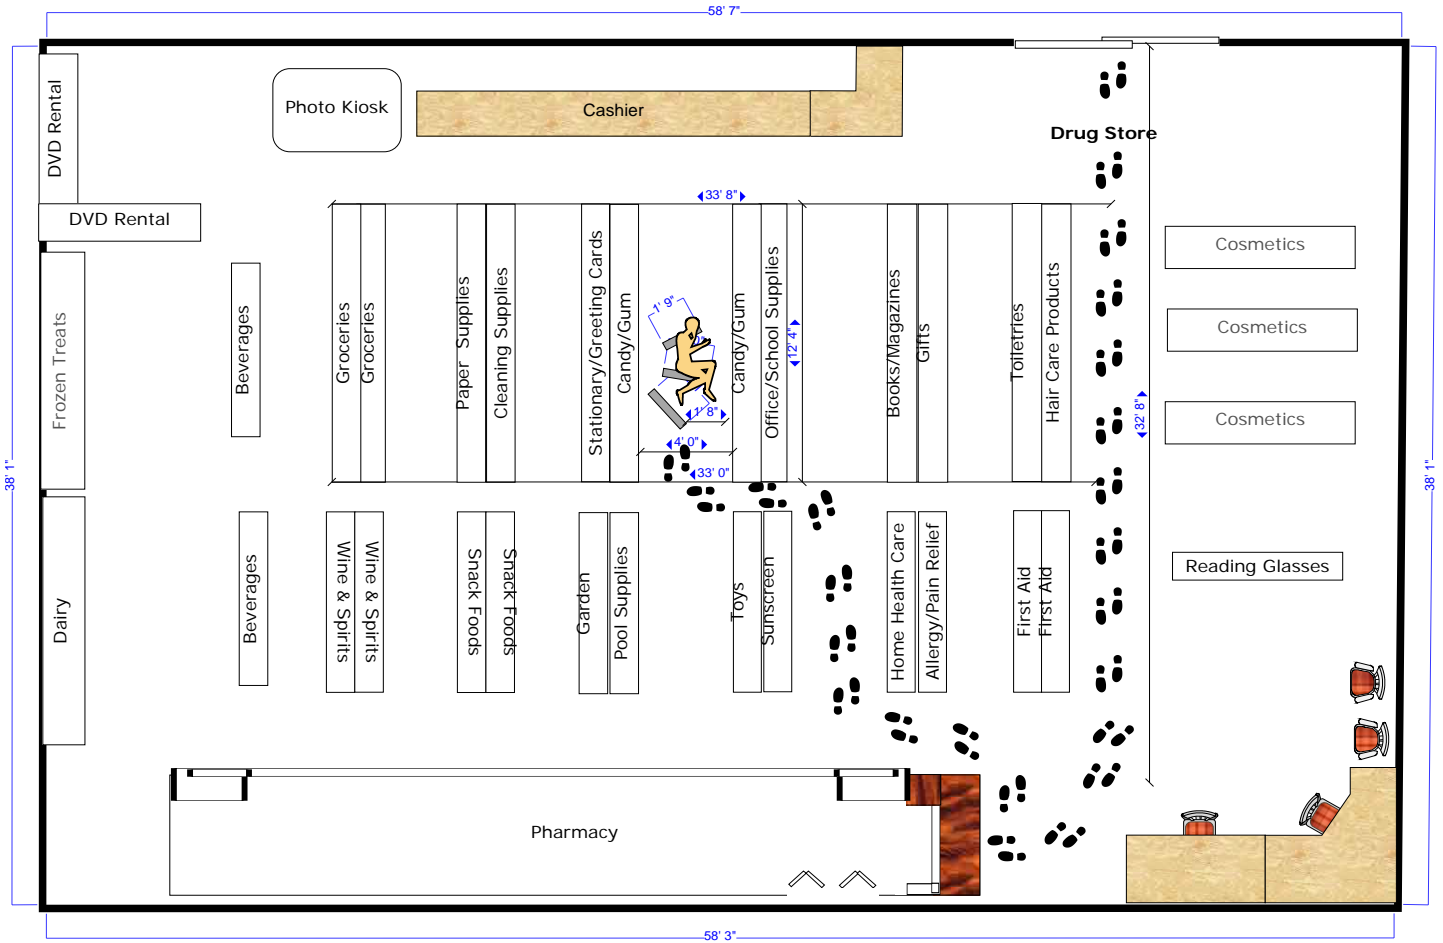 58' 7"
DVD Rental
Photo Kiosk
Cashier
Drug Store
33' 8"
DVD Rental
Cosmetics
Cosmetics
Cosmetics
Frozen Treats
Beverages
Groceries
Groceries
Paper Supplies
Cleaning Supplies
Stationary/Greeting Cards
Candy/Gum
1' 9"
1' 8"
4' 0"
33' 0"
Candy/Gum
Office/School Supplies
12' 4"
Books/Magazines
Gifts
Toiletries
Hair Care Products
32' 8"
38' 1"
38' 1"
Dairy
Beverages
Wine & Spirits
Wine & Spirits
Snack Foods
Snack Foods
Garden
Pool Supplies
Toys
Sunscreen
Home Health Care
Allergy/Pain Relief
First Aid
First Aid
Reading Glasses
Pharmacy
58' 3"